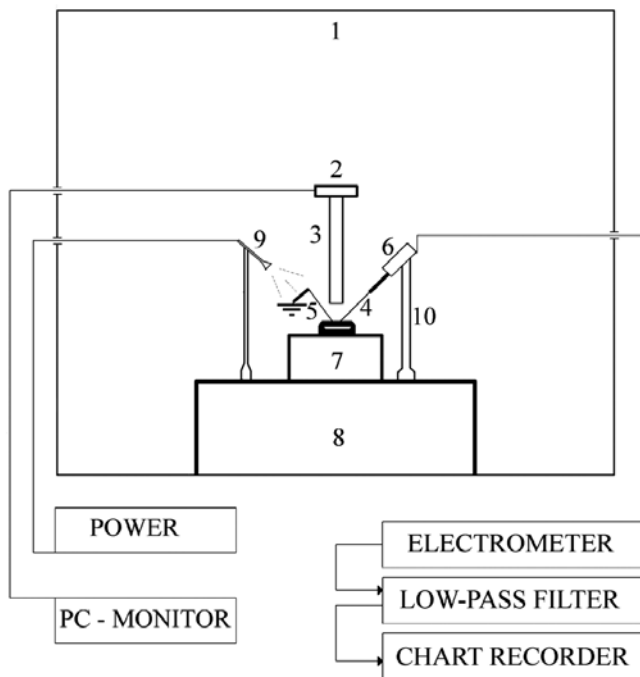 1
2
3
9
6
5
4
10
7
8
POWER
ELECTROMETER
LOW-PASS FILTER
PC - MONITOR
CHART RECORDER